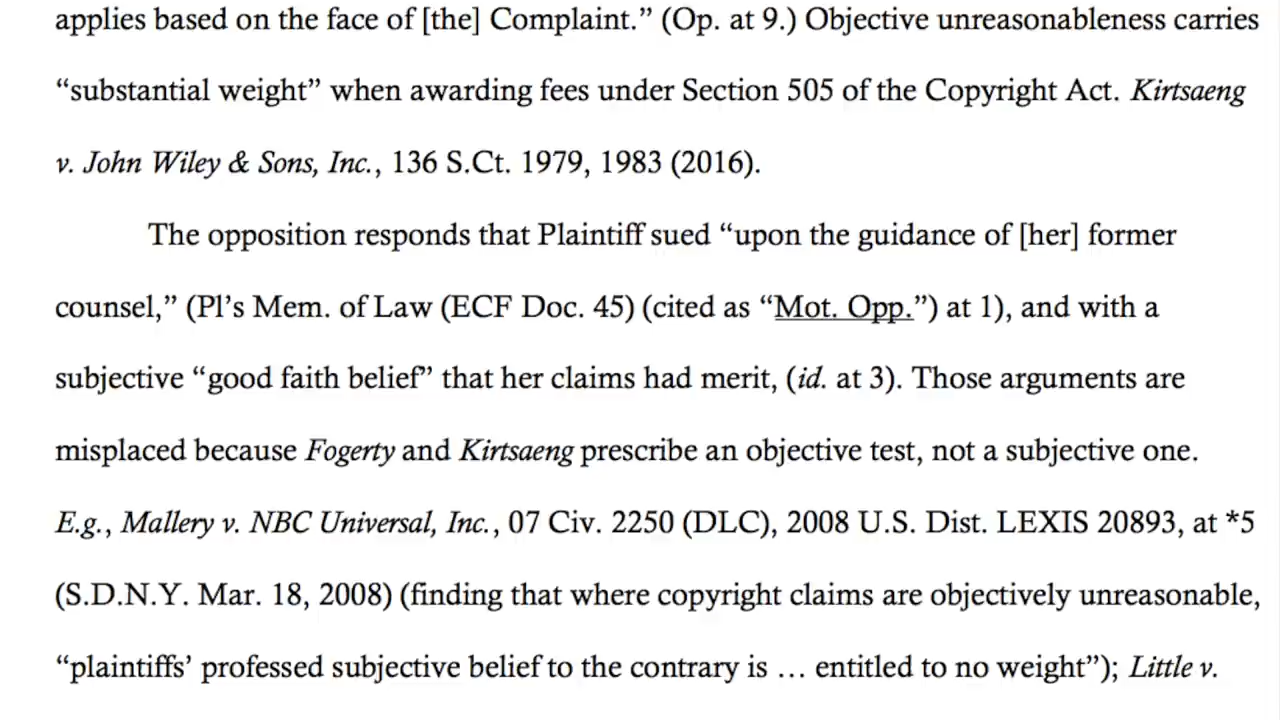 applies based on the face of [the] Complaint.” (Op. at 9.) Objective unreasonableness carries
“substantial weight” when awarding fees under Section 505 of the Copyright Act. Kirtsaeng
v. John Wiley & Sons, Inc., 136 S.Ct. 1979, 1983 (2016).
The opposition responds that Plaintiff sued “upon the guidance of [her] former
counsel,” (Pl’s Mem. of Law (ECF Doc. 45) (cited as “Mot. Opp.”) at 1), and with a
subjective “good faith belief” that her claims had merit, (id. at 3). Those arguments are
misplaced because Fogerty and Kirtsaeng prescribe an objective test, not a subjective one.
E.g., Mallery v. NBC Universal, Inc., 07 Civ. 2250 (DLC), 2008 U.S. Dist. LEXIS 20893, at *5
(S.D.N.Y. Mar. 18, 2008) (finding that where copyright claims are objectively unreasonable,
“plaintiffs’ professed subjective belief to the contrary is … entitled to no weight”); Little v.